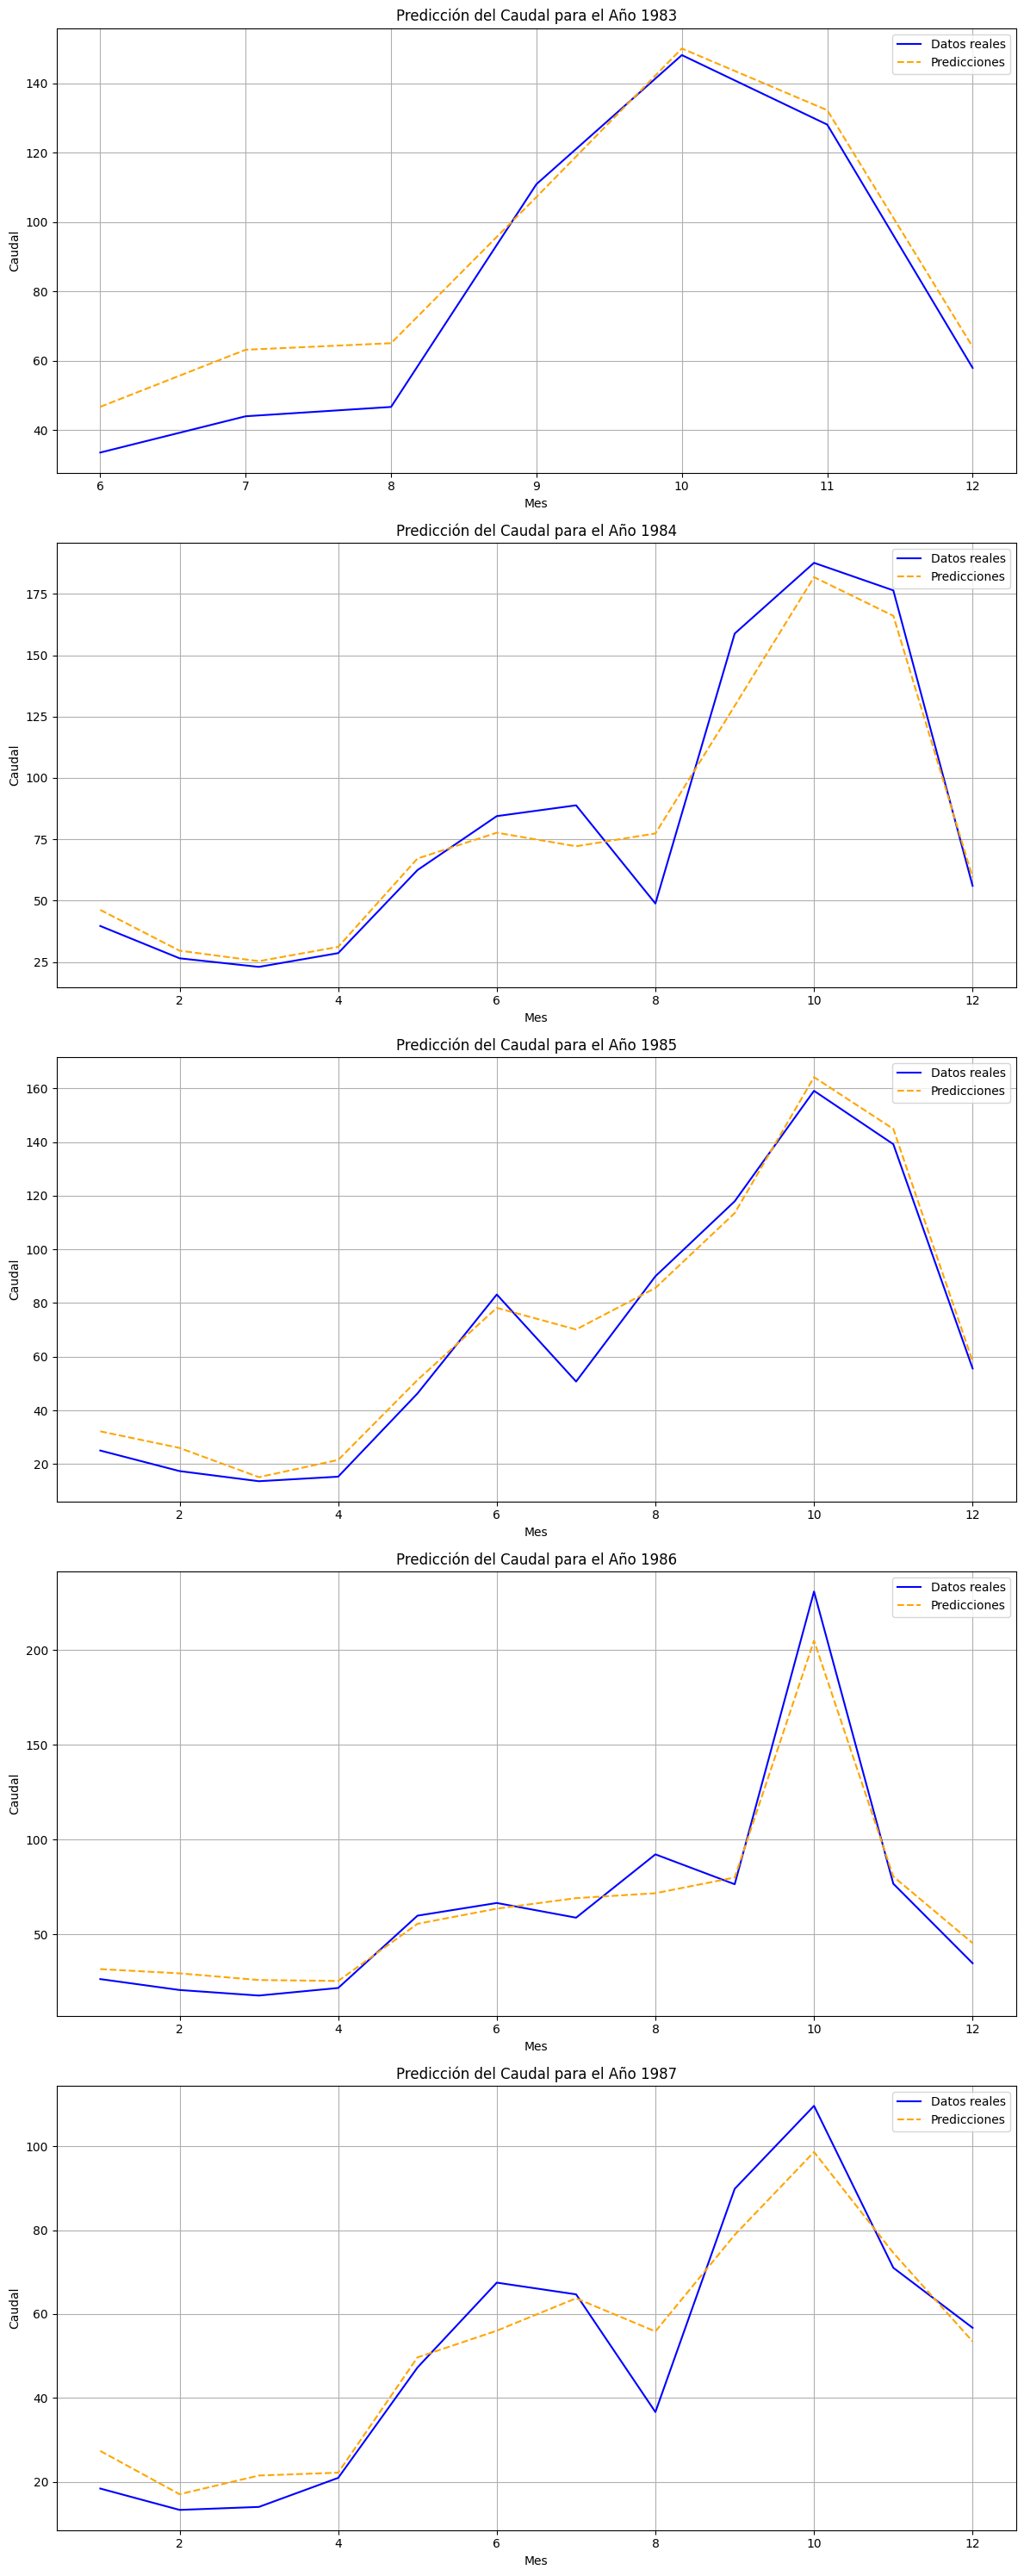 Predicción del Caudal para el Año 1983
Datos reales
Predicciones
140
120
100
80
60
40
Caudal
6 7 8 9 10 11 12
Mes
Predicción del Caudal para el Año 1984
Datos reales
Predicciones
175
150
125
100
75
50
25
Caudal
2 4 6 8 10 12
Mes
Predicción del Caudal para el Año 1985
Datos reales
Predicciones
160
140
120
100
80
60
40
20
Caudal
2 4 6 8 10 12
Mes
Predicción del Caudal para el Año 1986
Datos reales
Predicciones
200
150
100
50
Caudal
2 4 6 8 10 12
Mes
Predicción del Caudal para el Año 1987
Datos reales
Predicciones
100
80
60
40
20
Caudal
2 4 6 8 10 12
Mes